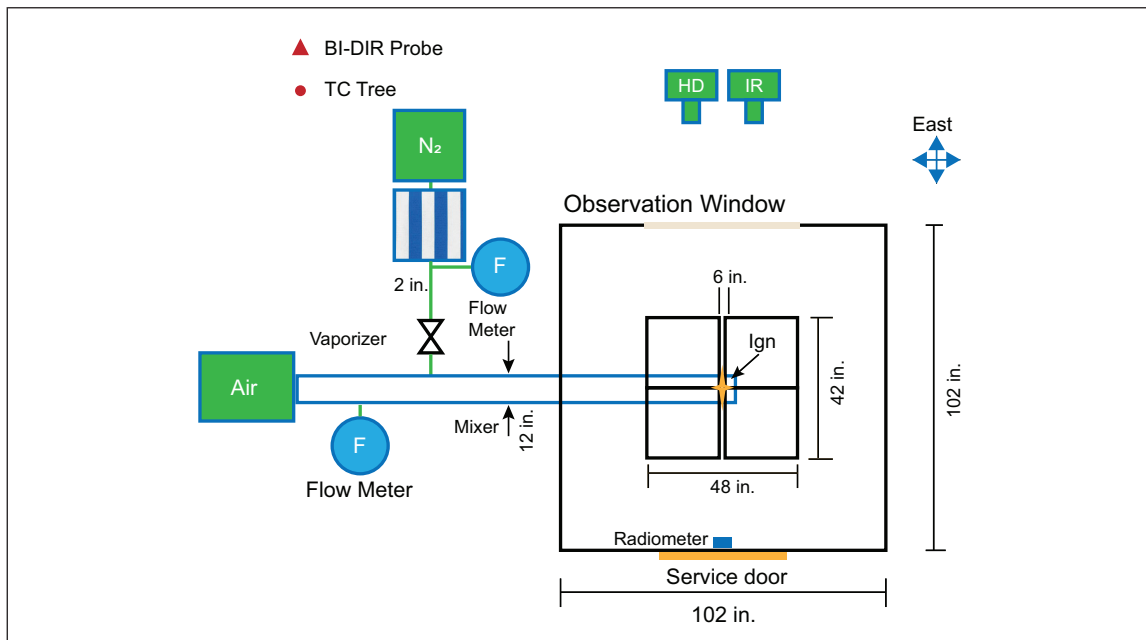 BI-DIR Probe
TC Tree
HD
IR
East
N₂
Observation Window
F
2 in.
Flow
Meter
6 in.
Vaporizer
Ign
Air
42 in.
102 in.
Mixer
12 in.
F
Flow Meter
48 in.
Radiometer
Service door
102 in.